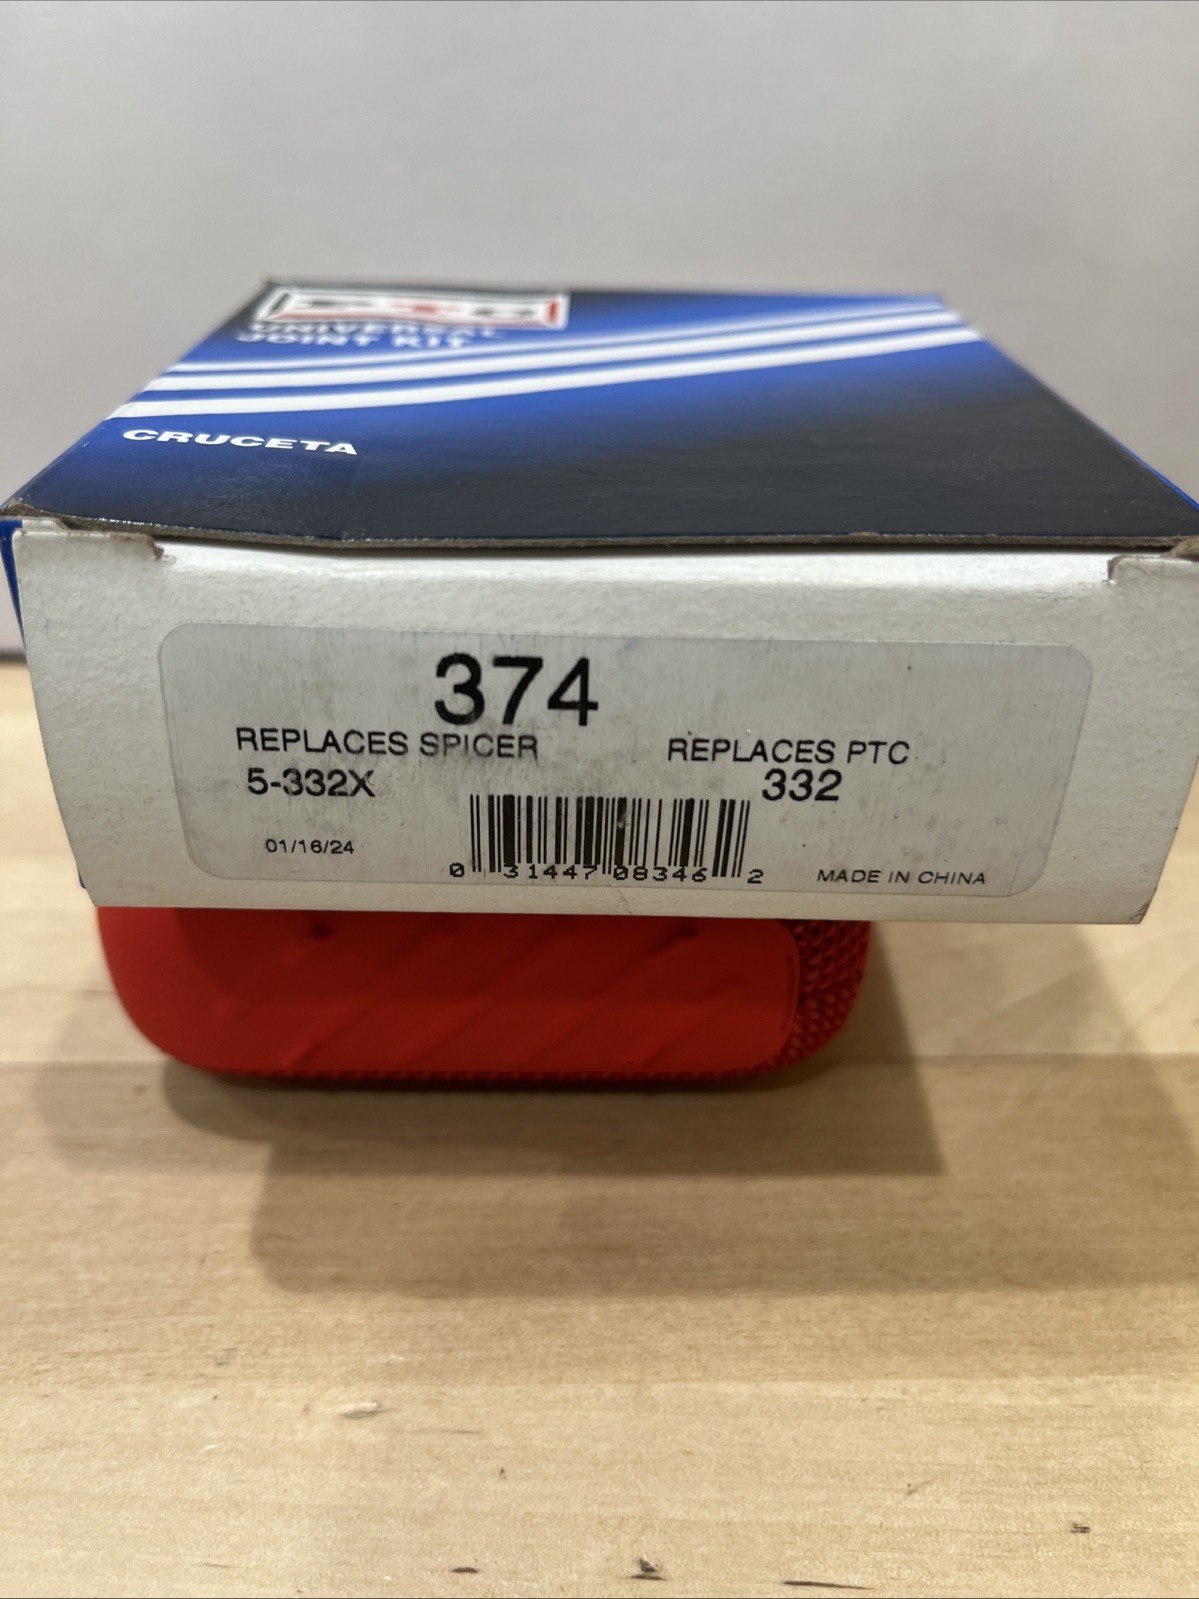 PTC
UNIVERSAL
JOINT KIT
CRUCETA
374
REPLACES SPICER
5-332X
REPLACES PTC
332
01/16/24
0 31447 08346 2
MADE IN CHINA